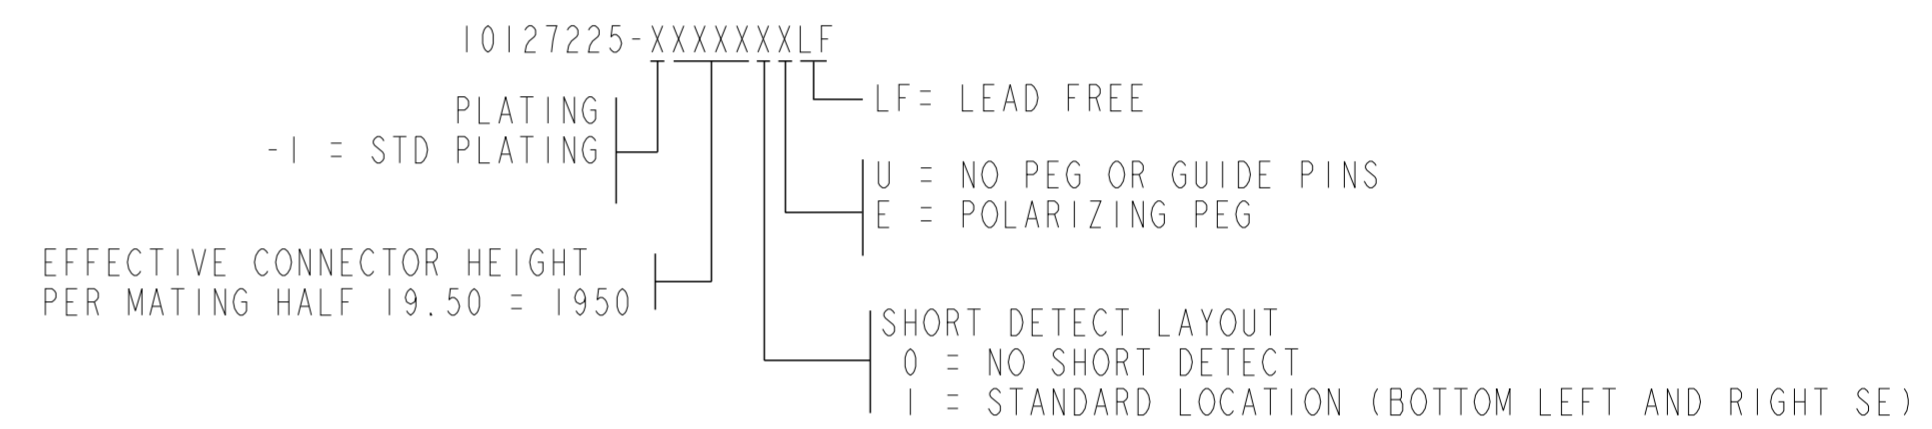 10127225-XXXXXXXLF
LF= LEAD FREE
PLATING
-1 = STD PLATING
U = NO PEG OR GUIDE PINS
E = POLARIZING PEG
EFFECTIVE CONNECTOR HEIGHT
PER MATING HALF 19.50 = 1950
SHORT DETECT LAYOUT
0 = NO SHORT DETECT
1 = STANDARD LOCATION (BOTTOM LEFT AND RIGHT SE)